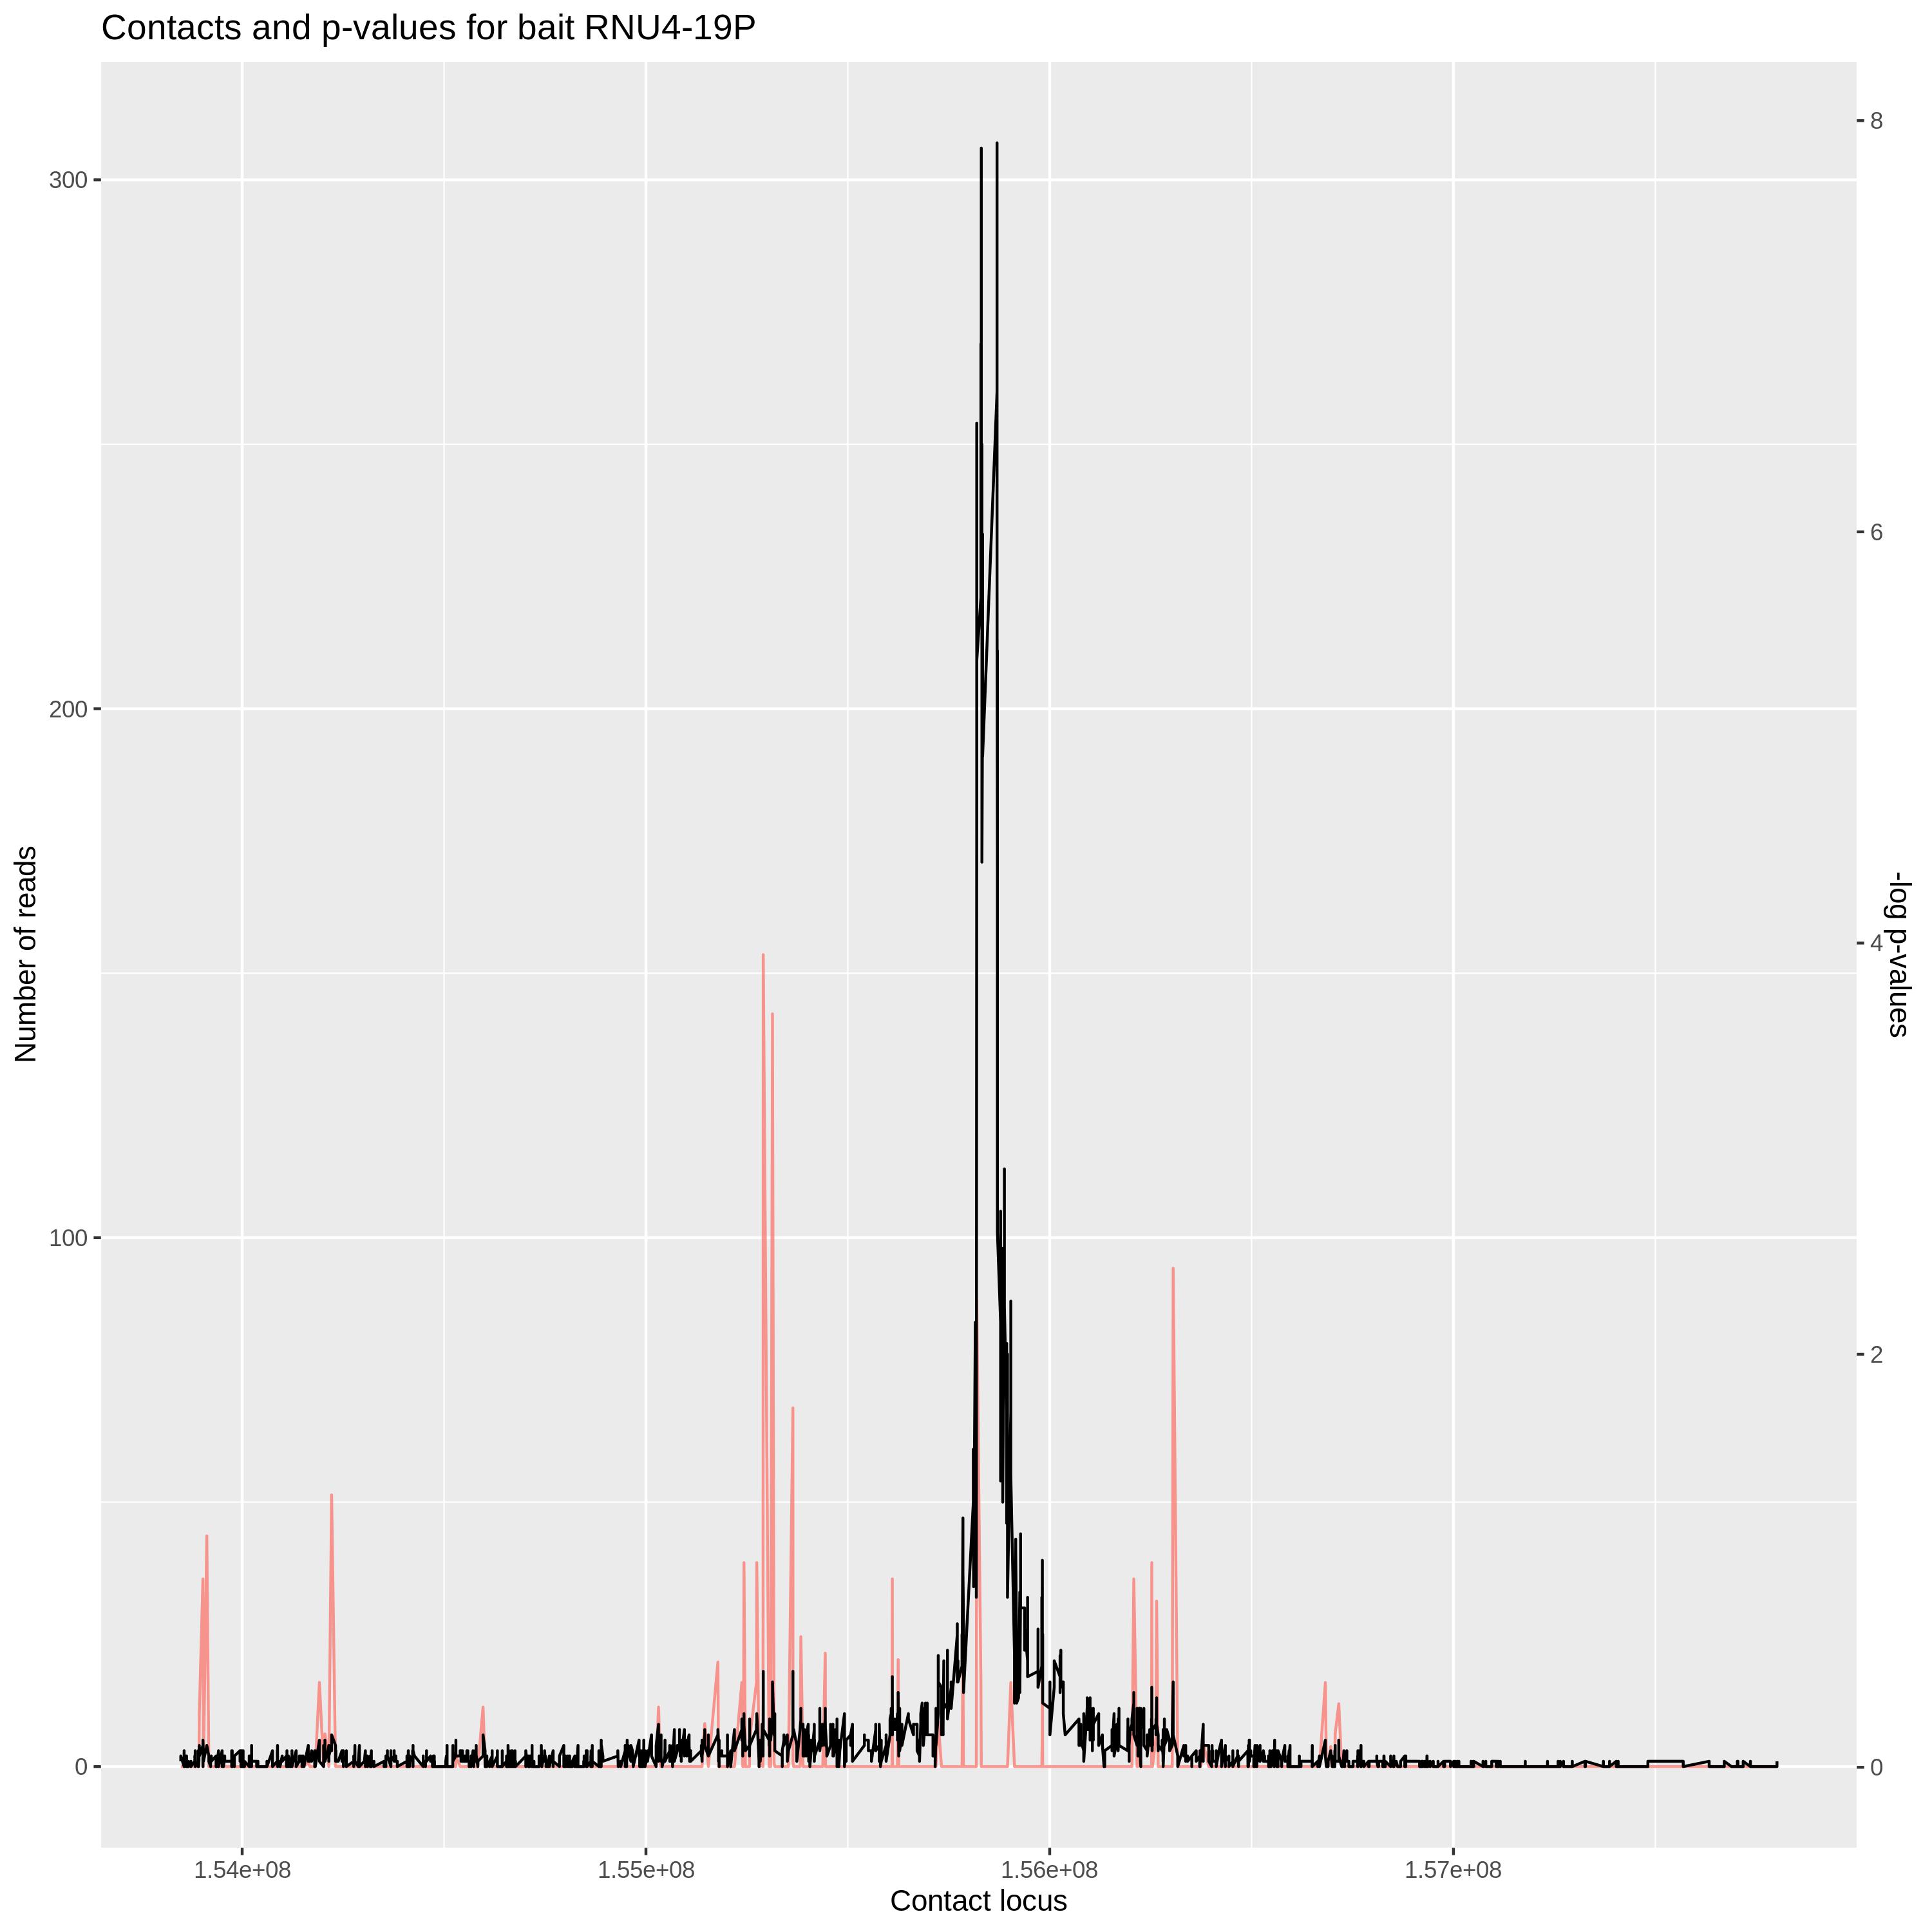 Contacts and p-values for bait RNU4-19P
300
200
100
0
Number of reads
8
6
4
2
0
-log p-values
1.54e+08
1.55e+08
1.56e+08
1.57e+08
Contact locus